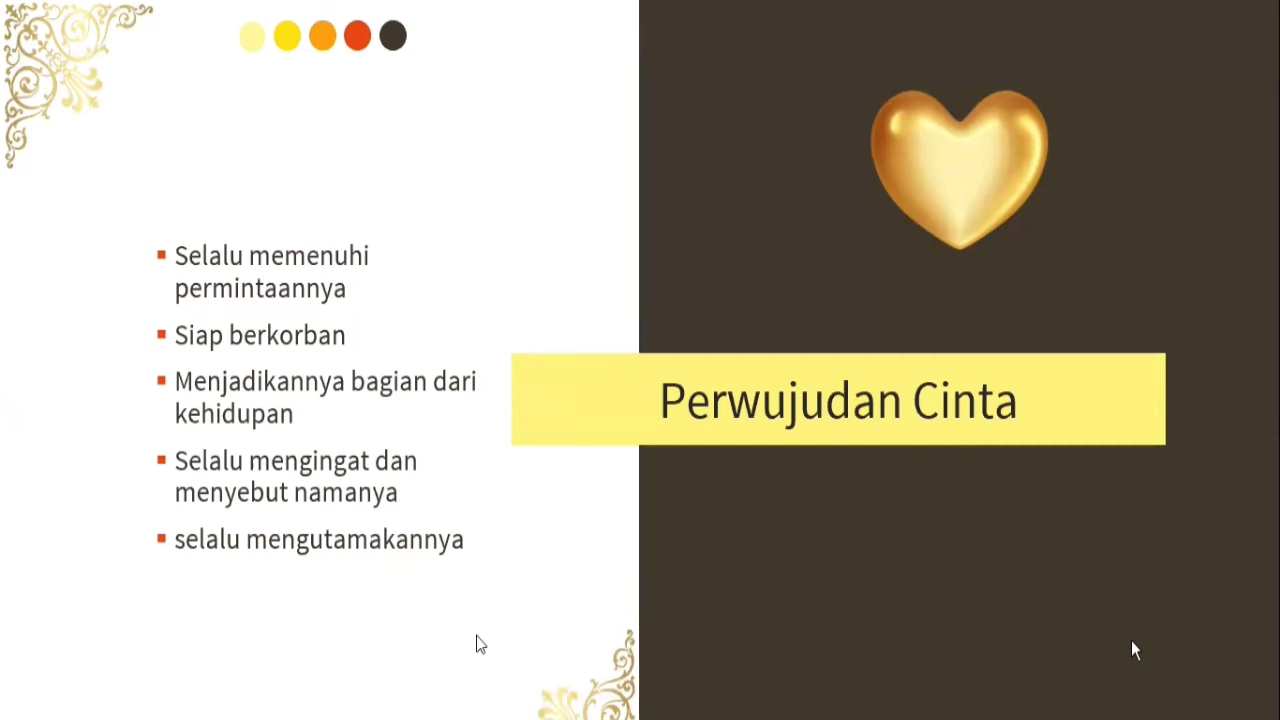 Selalu memenuhi
permintaannya
Siap berkorban
Menjadikannya bagian dari
kehidupan
Selalu mengingat dan
menyebut namanya
selalu mengutamakannya
Perwujudan Cinta